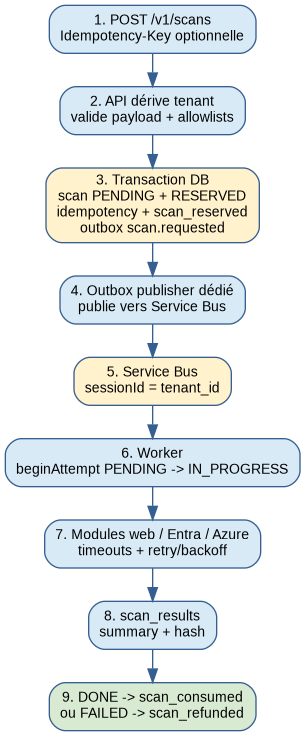 1. POST /v1/scans
Idempotency-Key optionnelle
2. API dérive tenant
valide payload + allowlists
3. Transaction DB
scan PENDING + RESERVED
idempotency + scan_reserved
outbox scan.requested
4. Outbox publisher dédié
publie vers Service Bus
5. Service Bus
sessionId = tenant_id
6. Worker
beginAttempt PENDING -> IN_PROGRESS
7. Modules web / Entra / Azure
timeouts + retry/backoff
8. scan_results
summary + hash
9. DONE -> scan_consumed
ou FAILED -> scan_refunded